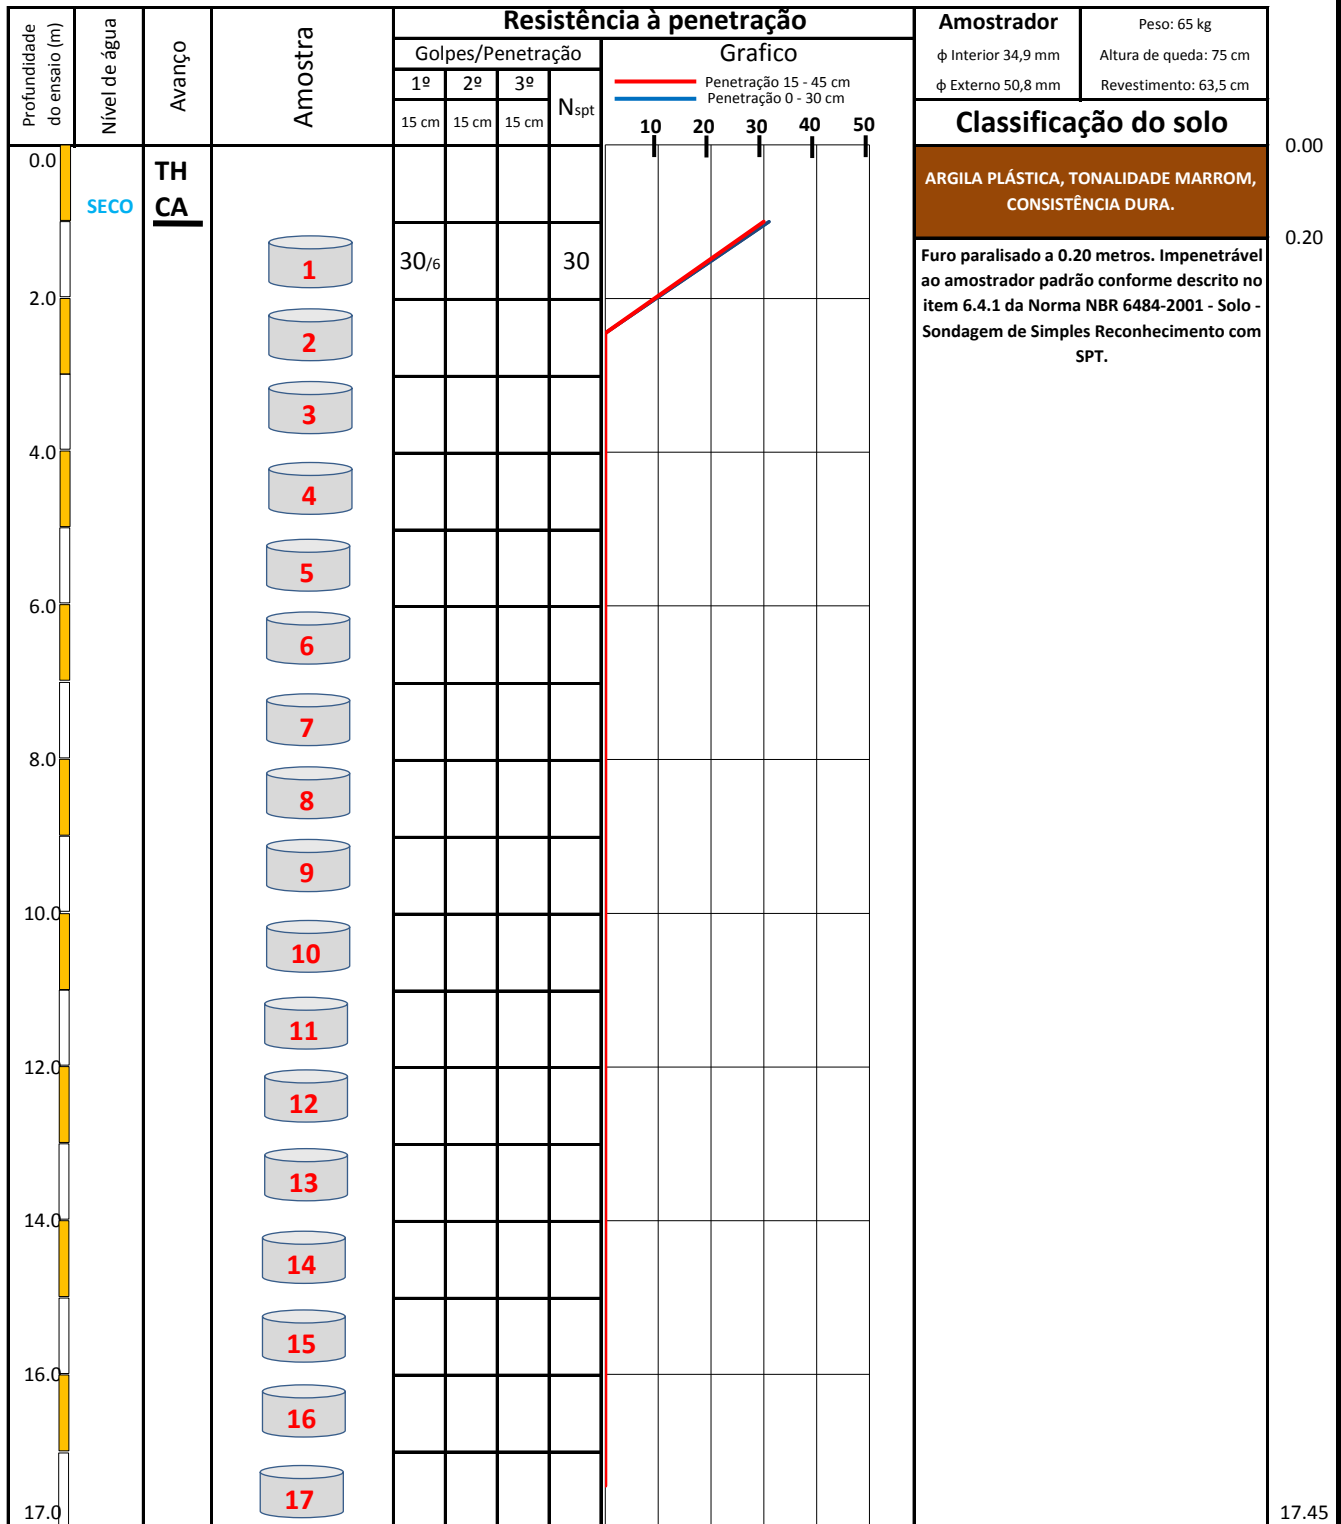 Profundidade
do ensaio (m)
Nível de água
Avanço
Amostra
Resistência à penetração
Golpes/Penetração
1º 2º 3º
15 cm 15 cm 15 cm
Nspt
Grafico
Penetração 15 - 45 cm
Penetração 0 - 30 cm
10 20 30 40 50
Amostrador
ϕ Interior 34,9 mm
ϕ Externo 50,8 mm
Peso: 65 kg
Altura de queda: 75 cm
Revestimento: 63,5 cm
Classificação do solo
0.0
TH
SECO CA
ARGILA PLÁSTICA, TONALIDADE MARROM,
CONSISTÊNCIA DURA.
0.00
0.20
1
30/6
30
Furo paralisado a 0.20 metros. Impenetrável
ao amostrador padrão conforme descrito no
item 6.4.1 da Norma NBR 6484-2001 - Solo -
Sondagem de Simples Reconhecimento com
SPT.
2.0
2
3
4.0
4
5
6.0
6
7
8.0
8
9
10.0
10
11
12.0
12
13
14.0
14
15
16.0
16
17
17.0
17.45